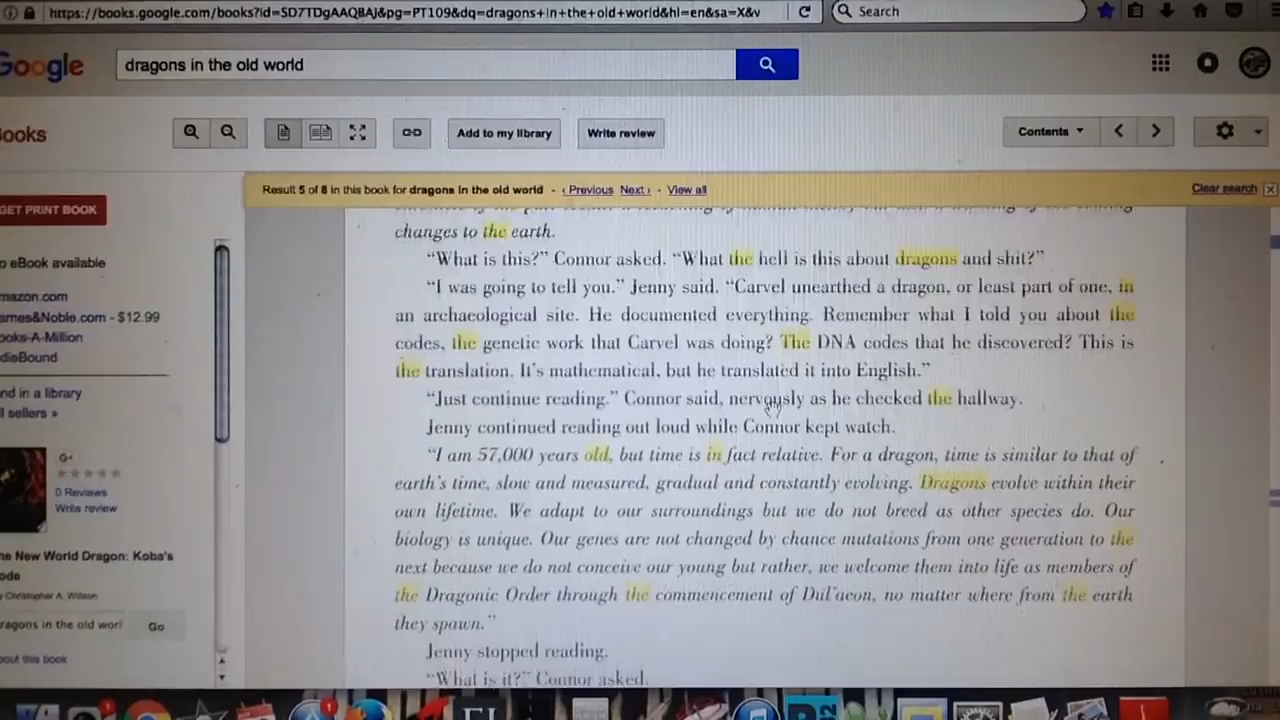 https://books.google.com/books?id=SD7TDgAAQBAJ&pg=PT109&dq=dragons+in+the+old+world&hl=en&sa=X&v
Search
Google
dragons in the old world
ooks
Add to my library
Write review
Contents
Result 5 of 8 in this book for dragons in the old world - ‹ Previous Next › - View all
Clear search
GET PRINT BOOK
o eBook available
mazon.com
ames&Noble.com - $12.99
ooks-A-Million
dieBound
nd in a library
l sellers »
G+
0 Reviews
Write review
he New World Dragon: Koba's
ode
y Christopher A. Wilson
ragons in the old worl
Go
bout this book
changes to the earth.
“What is this?” Connor asked. “What the hell is this about dragons and shit?”
“I was going to tell you.” Jenny said. “Carvel unearthed a dragon, or least part of one, in
an archaeological site. He documented everything. Remember what I told you about the
codes, the genetic work that Carvel was doing? The DNA codes that he discovered? This is
the translation. It's mathematical, but he translated it into English.”
“Just continue reading.” Connor said, nervously as he checked the hallway.
Jenny continued reading out loud while Connor kept watch.
“I am 57,000 years old, but time is in fact relative. For a dragon, time is similar to that of
earth's time, slow and measured, gradual and constantly evolving. Dragons evolve within their
own lifetime. We adapt to our surroundings but we do not breed as other species do. Our
biology is unique. Our genes are not changed by chance mutations from one generation to the
next because we do not conceive our young but rather, we welcome them into life as members of
the Dragonic Order through the commencement of Dul'aeon, no matter where from the earth
they spawn.”
Jenny stopped reading.
“What is it?” Connor asked.